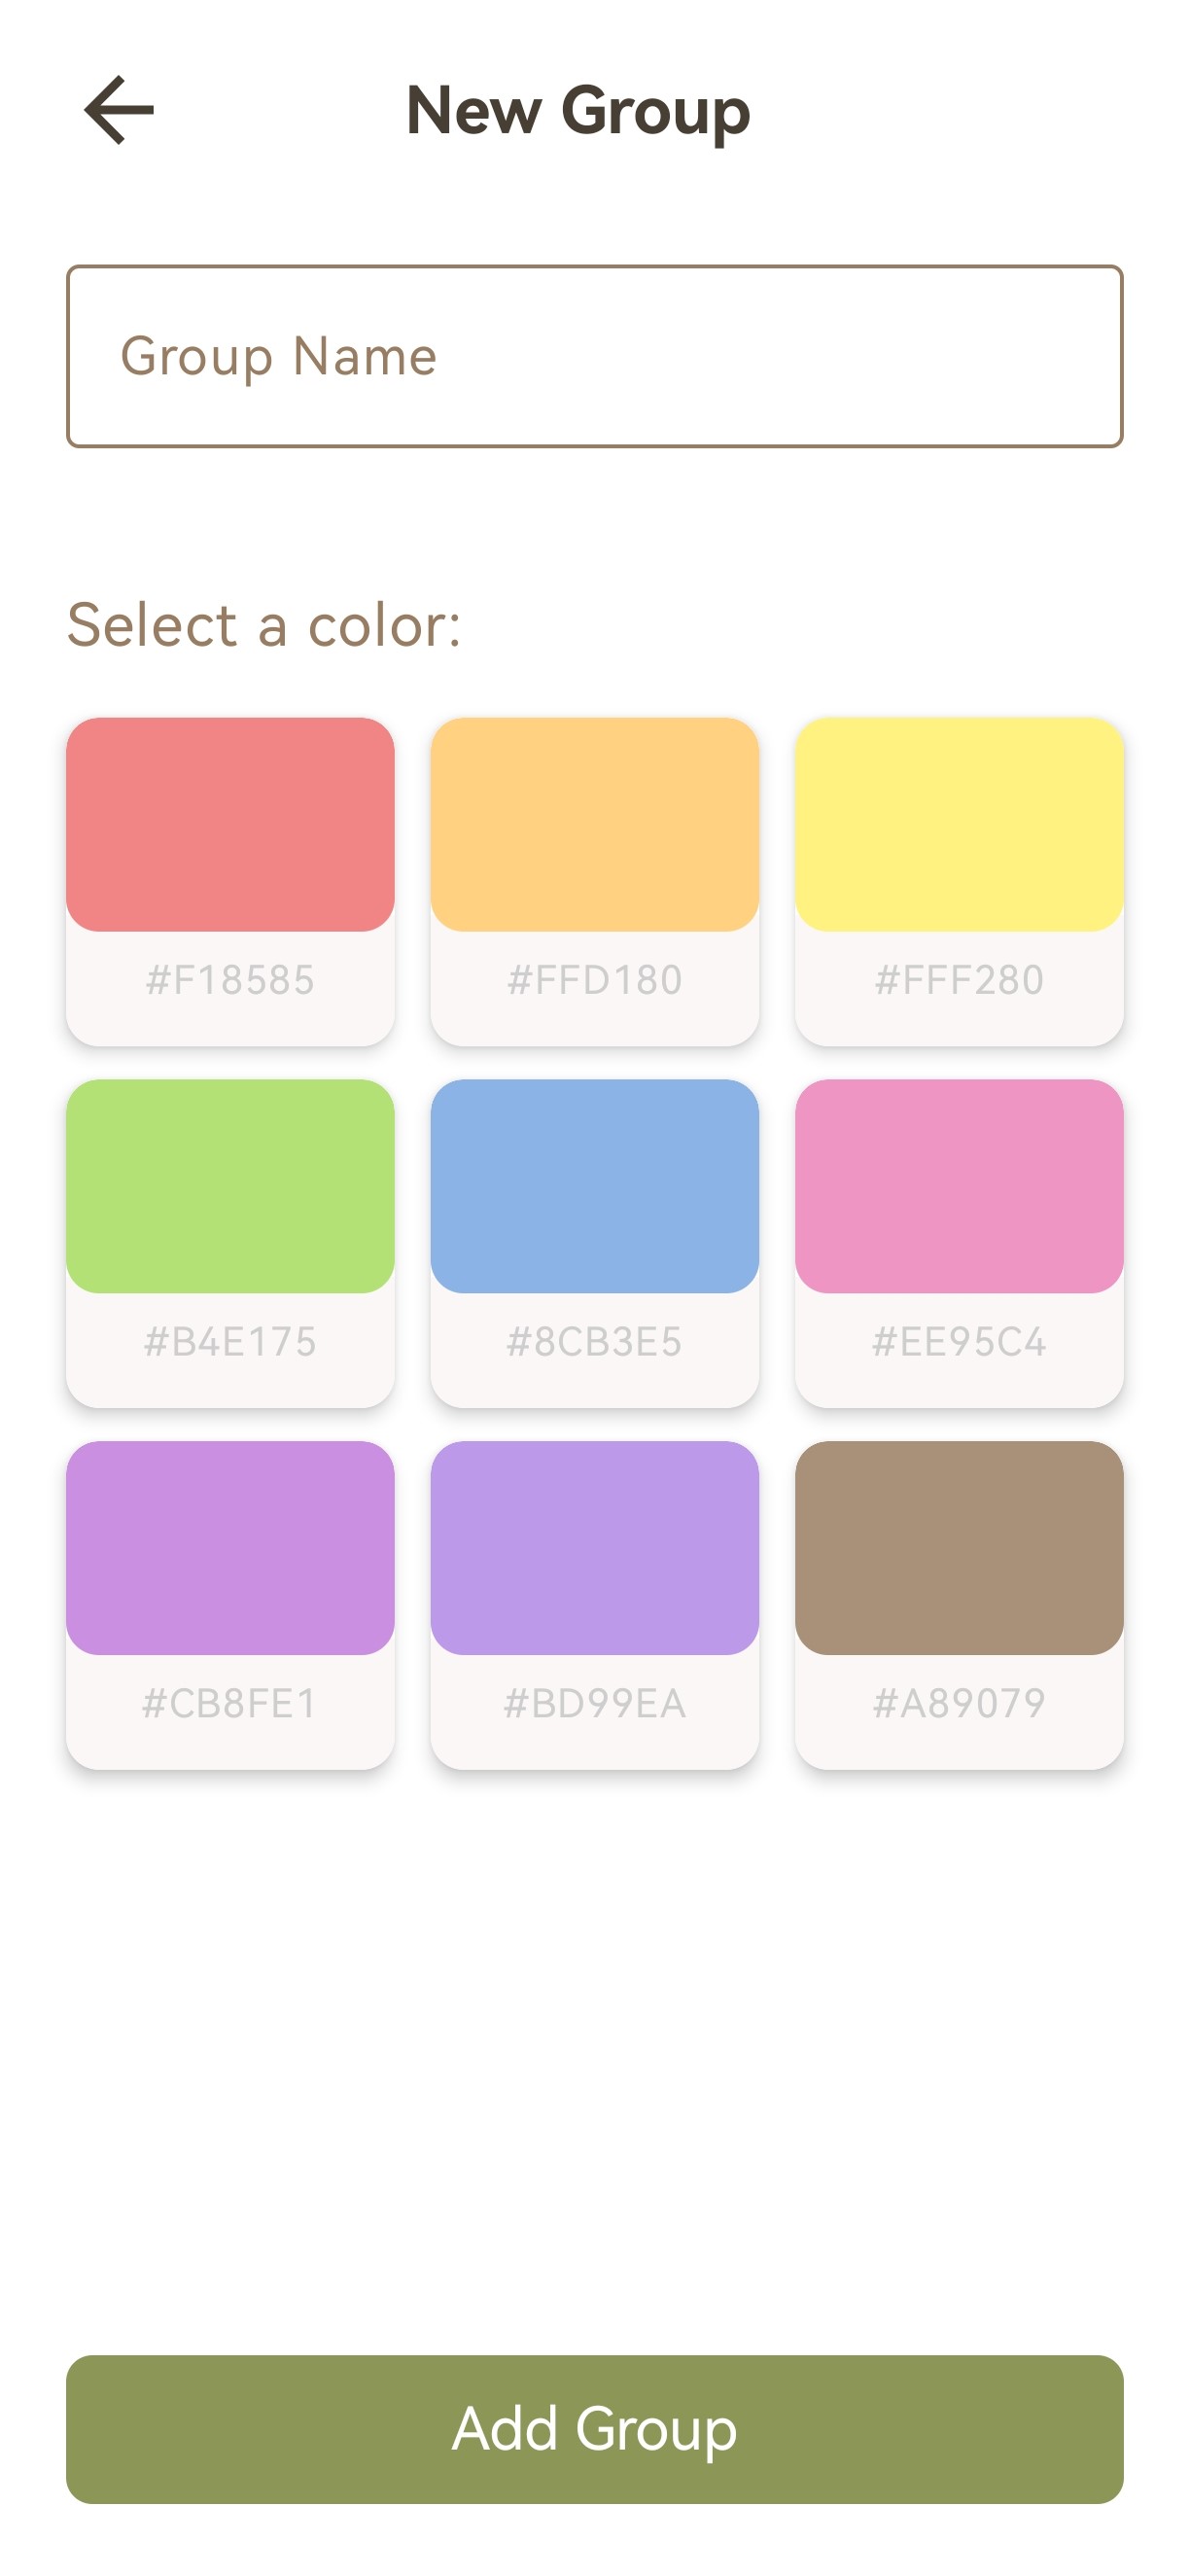 New Group
Group Name
Select a color:
#F18585 #FFD180 #FFF280
#B4E175 #8CB3E5 #EE95C4
#CB8FE1 #BD99EA #A89079
Add Group